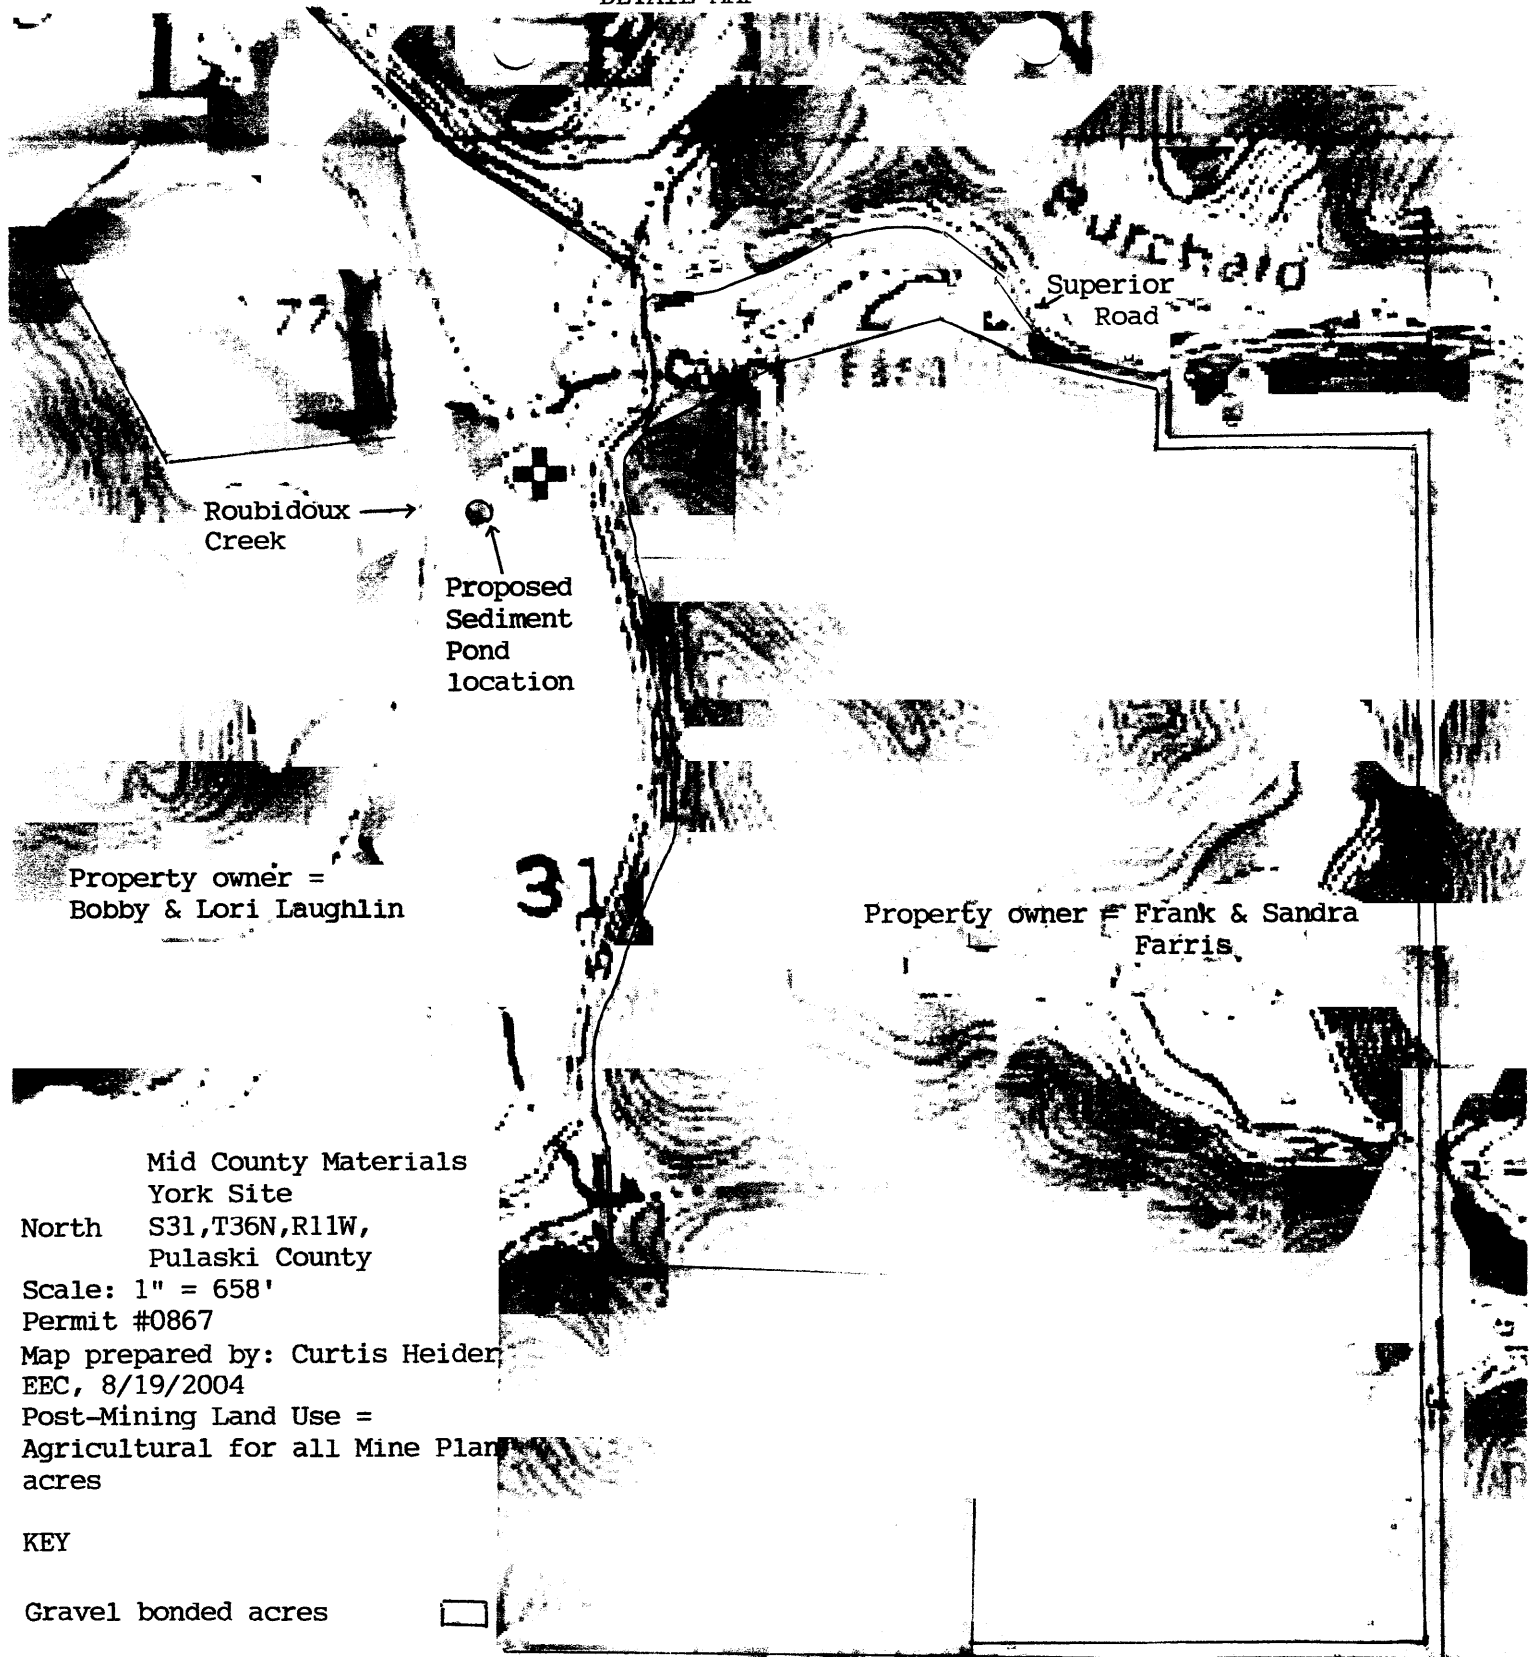 DETAIL MAP
77
Superior
Road
Roubidoux
Creek
Proposed
Sediment
Pond
location
Property owner =
Bobby & Lori Laughlin
31
Property owner = Frank & Sandra
Farris
Mid County Materials
York Site
North S31,T36N,R11W,
Pulaski County
Scale: 1" = 658'
Permit #0867
Map prepared by: Curtis Heider
EEC, 8/19/2004
Post-Mining Land Use =
Agricultural for all Mine Plan
acres
KEY
Gravel bonded acres